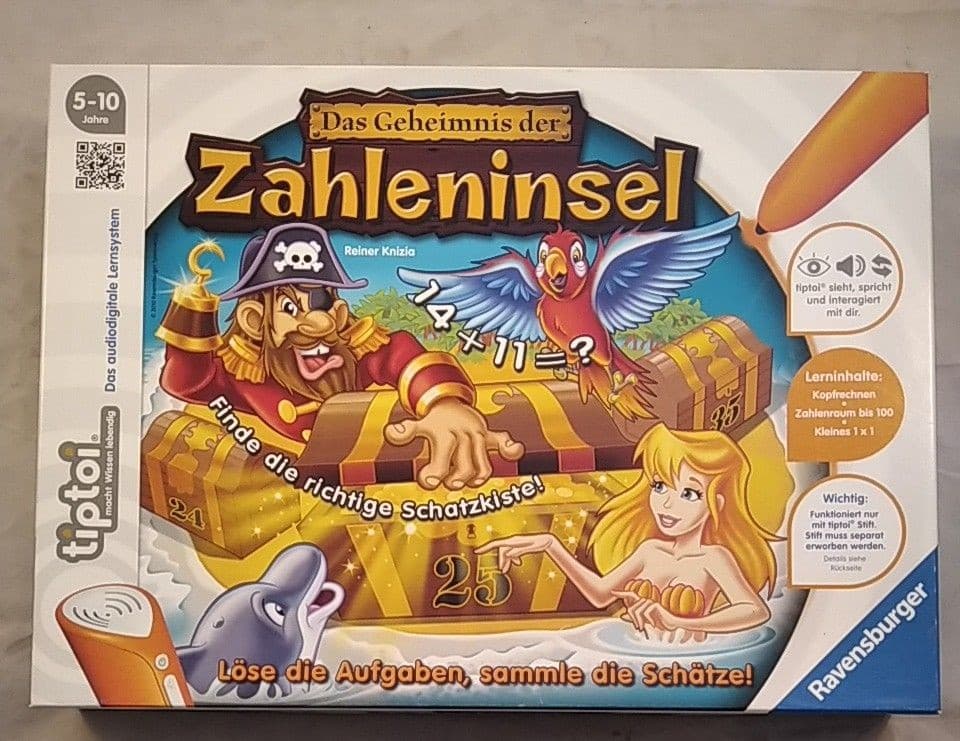 5-10
Jahre
Das audiodigitale Lernsystem
tiptoi®
macht Wissen lebendig
Das Geheimnis der
Zahleninsel
Reiner Knizia
14 × 11 = ?
35
24
25
Finde die richtige Schatzkiste!
Löse die Aufgaben, sammle die Schätze!
tiptoi® sieht, spricht
und interagiert
mit dir.
Lerninhalte:
Kopfrechnen
•
Zahlenraum bis 100
•
Kleines 1 x 1
Wichtig:
Funktioniert nur
mit tiptoi® Stift.
Stift muss separat
erworben werden.
Details siehe
Rückseite
Ravensburger